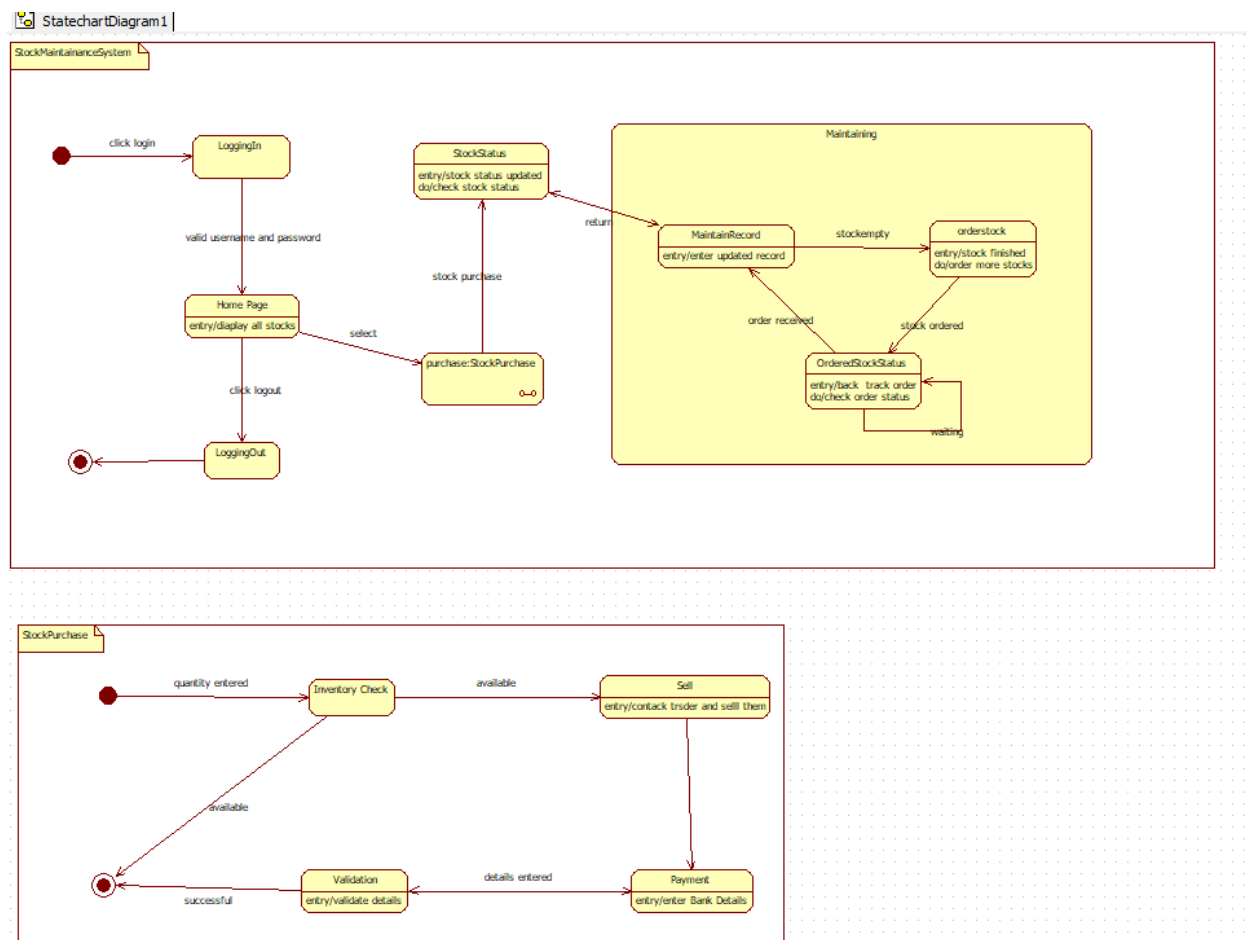 StatechartDiagram1
StockMaintainanceSystem
click login
LoggingIn
valid username and password
Home Page
entry/diaplay all stocks
select
click logout
LoggingOut
StockStatus
entry/stock status updated
do/check stock status
stock purchase
purchase:StockPurchase
return
Maintaining
MaintainRecord
entry/enter updated record
stockempty
orderstock
entry/stock finished
do/order more stocks
order received
stock ordered
OrderedStockStatus
entry/back track order
do/check order status
waiting
StockPurchase
quantity entered
Inventory Check
available
Sell
entry/contack trsder and selll them
available
Validation
entry/validate details
details entered
Payment
entry/enter Bank Details
successful